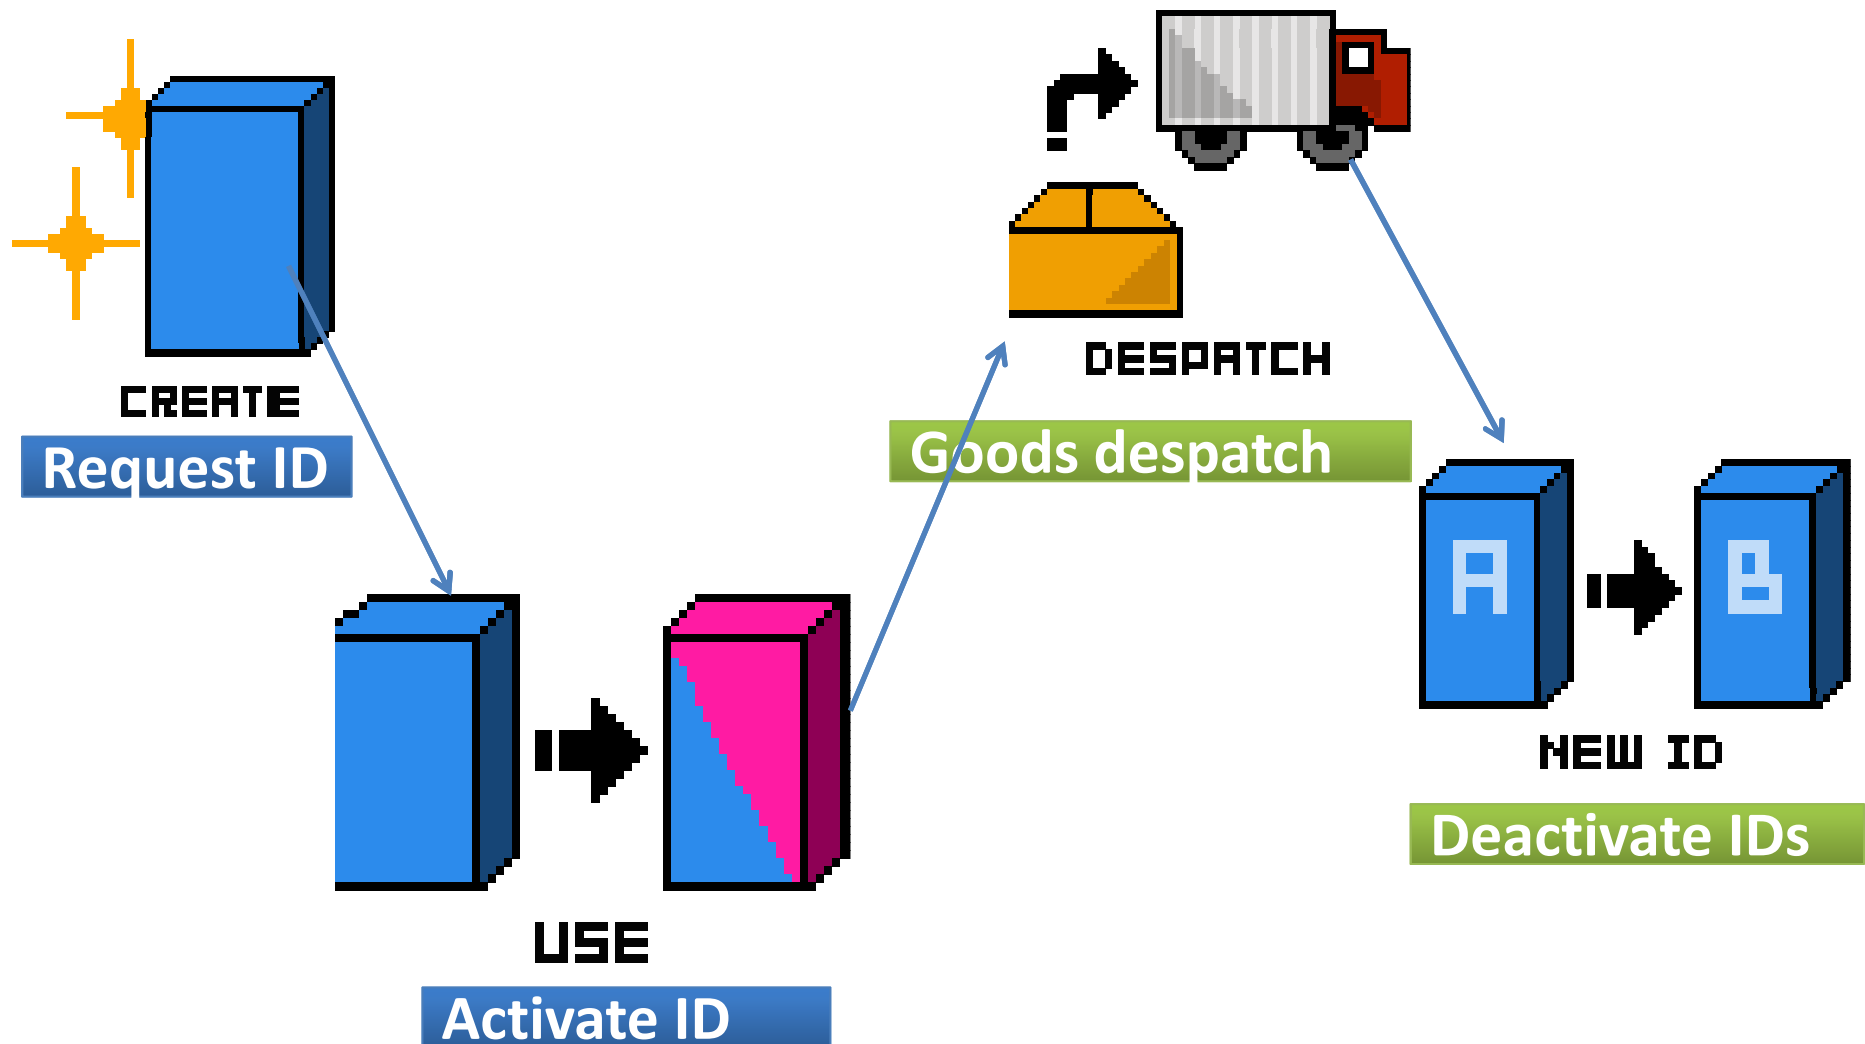 CREATE
Request ID
USE
Activate ID
DESPATCH
Goods despatch
A
B
NEW ID
Deactivate IDs